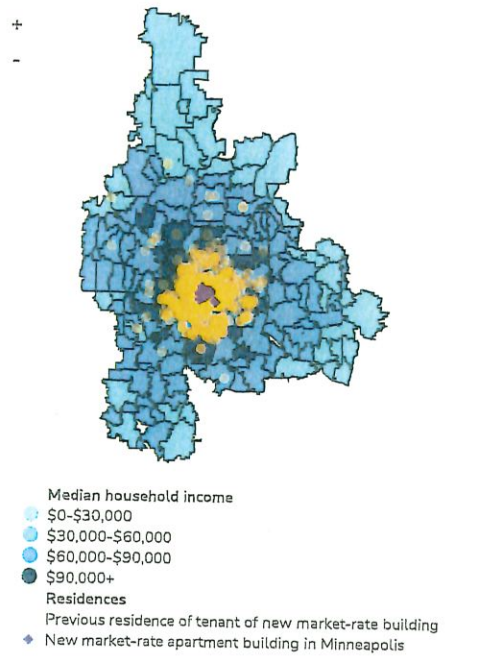 +
-
Median household income
$0-$30,000
$30,000-$60,000
$60,000-$90,000
$90,000+
Residences
Previous residence of tenant of new market-rate building
New market-rate apartment building in Minneapolis